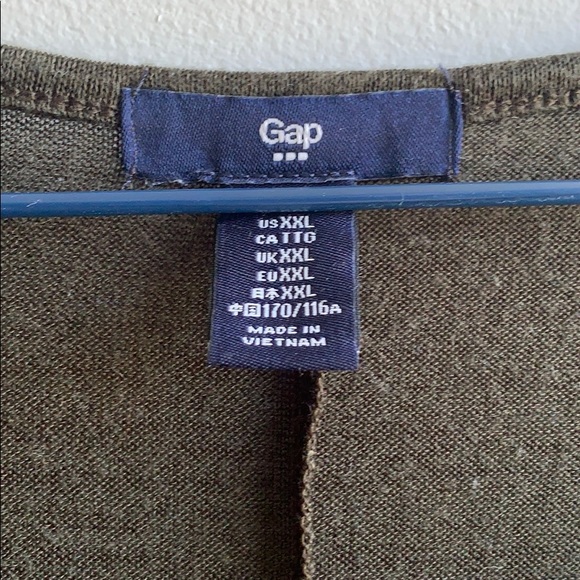 Gap
US XXL
CA TTG
UK XXL
EU XXL
日本 XXL
中国 170/116A
MADE IN
VIETNAM